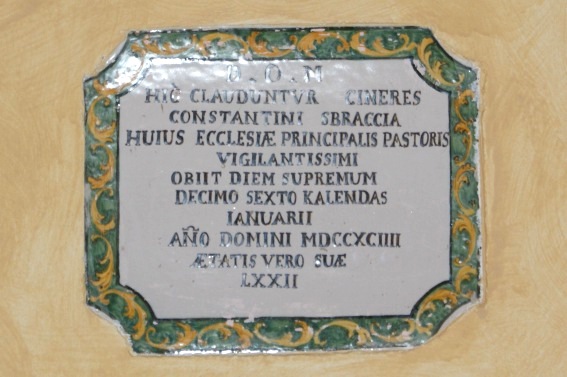 D . O . M
HIC CLAUDUNTVR CINERES
CONSTANTINI SBRACCIA
HUIUS ECCLESIÆ PRINCIPALIS PASTORIS
VIGILANTISSIMI
OBIIT DIEM SUPREMUM
DECIMO SEXTO KALENDAS
IANUARII
AÑO DOMINI MDCCXCIIII
ÆTATIS VERO SUÆ
LXXII